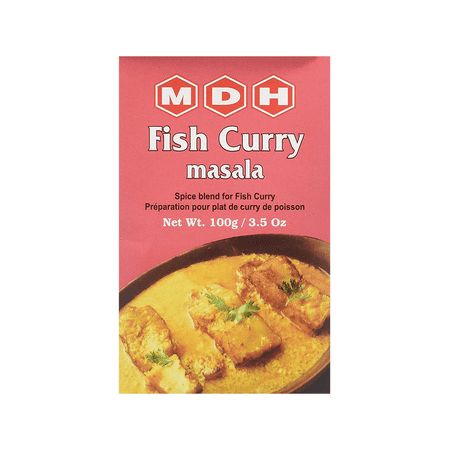 MDH
Fish Curry
masala
Spice blend for Fish Curry
Préparation pour plat de curry de poisson
Net Wt. 100g / 3.5 Oz